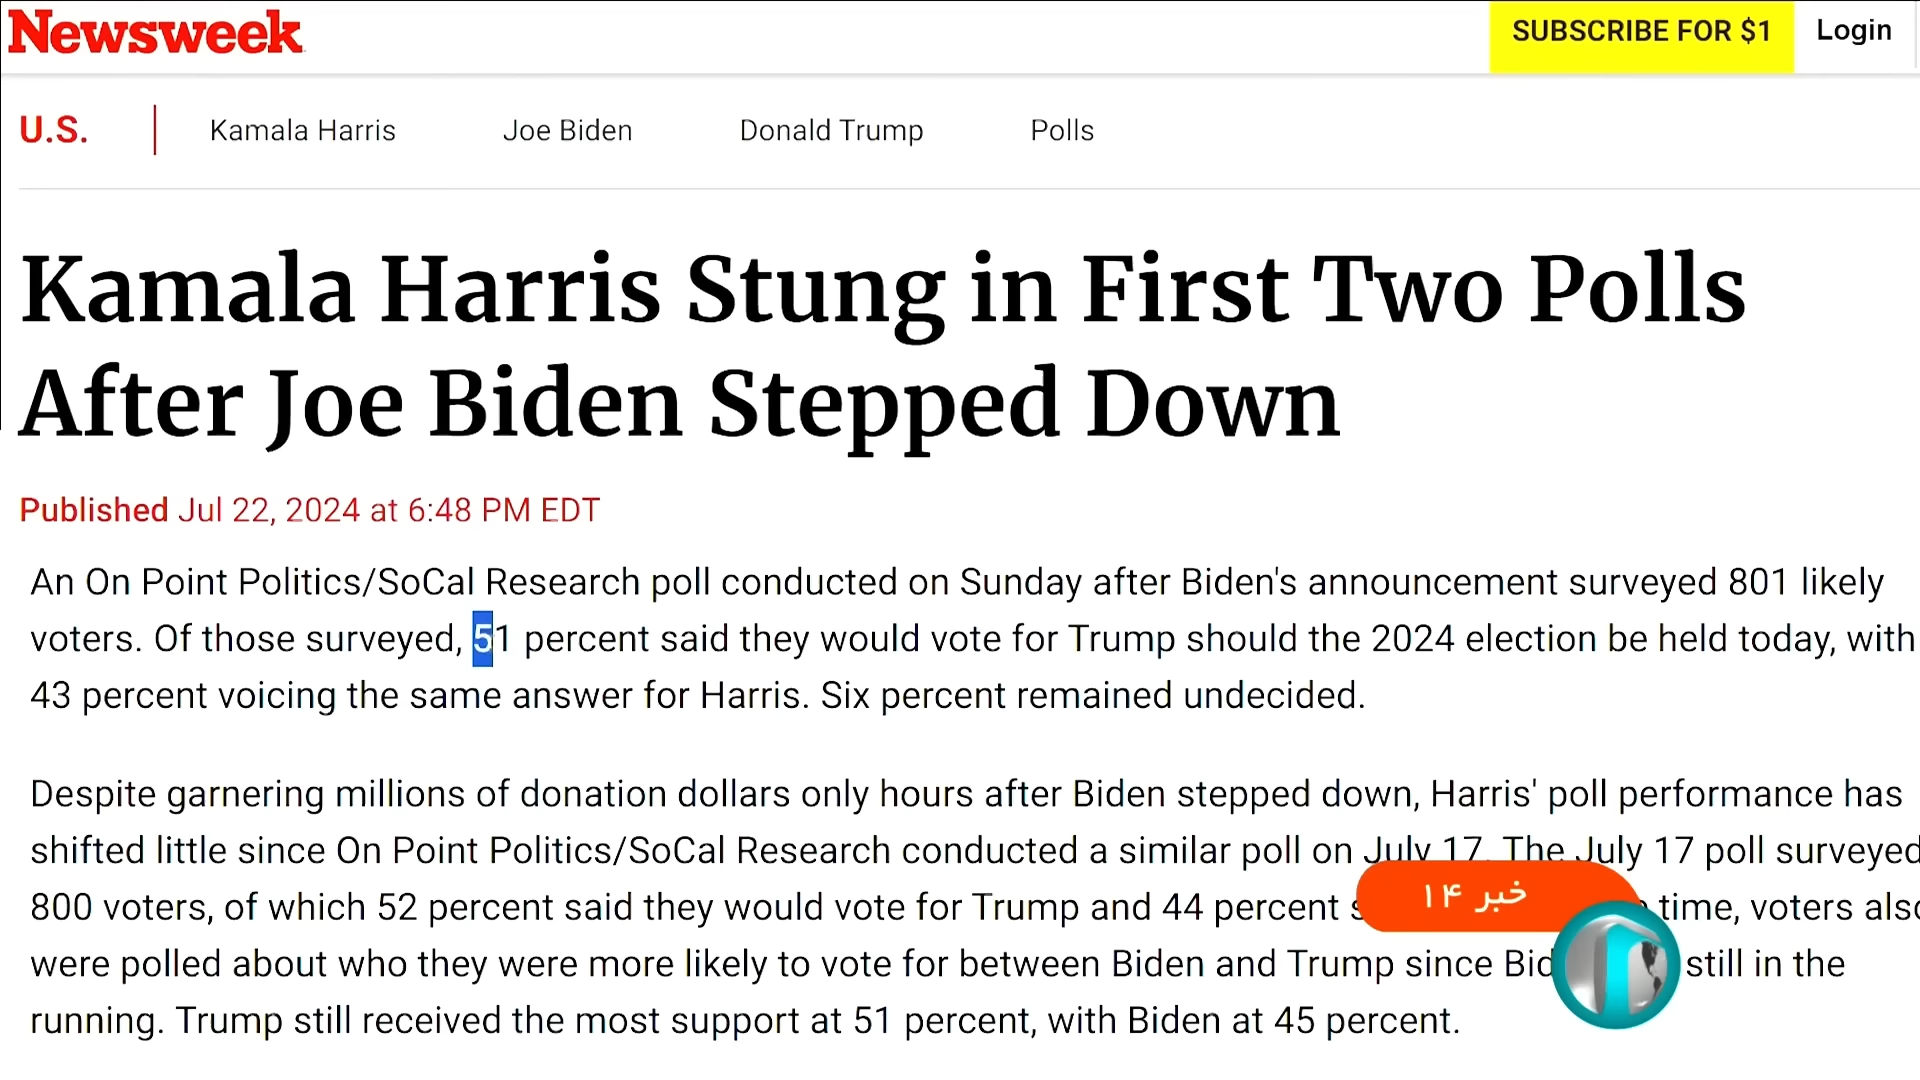 Newsweek
SUBSCRIBE FOR $1
Login
U.S.
Kamala Harris
Joe Biden
Donald Trump
Polls
Kamala Harris Stung in First Two Polls
After Joe Biden Stepped Down
Published Jul 22, 2024 at 6:48 PM EDT
An On Point Politics/SoCal Research poll conducted on Sunday after Biden's announcement surveyed 801 likely
voters. Of those surveyed, 51 percent said they would vote for Trump should the 2024 election be held today, with
43 percent voicing the same answer for Harris. Six percent remained undecided.
Despite garnering millions of donation dollars only hours after Biden stepped down, Harris' poll performance has
shifted little since On Point Politics/SoCal Research conducted a similar poll on July 17. The July 17 poll surveyed
800 voters, of which 52 percent said they would vote for Trump and 44 percent time, voters also
were polled about who they were more likely to vote for between Biden and Trump since still in the
running. Trump still received the most support at 51 percent, with Biden at 45 percent.
خبر ۱۴